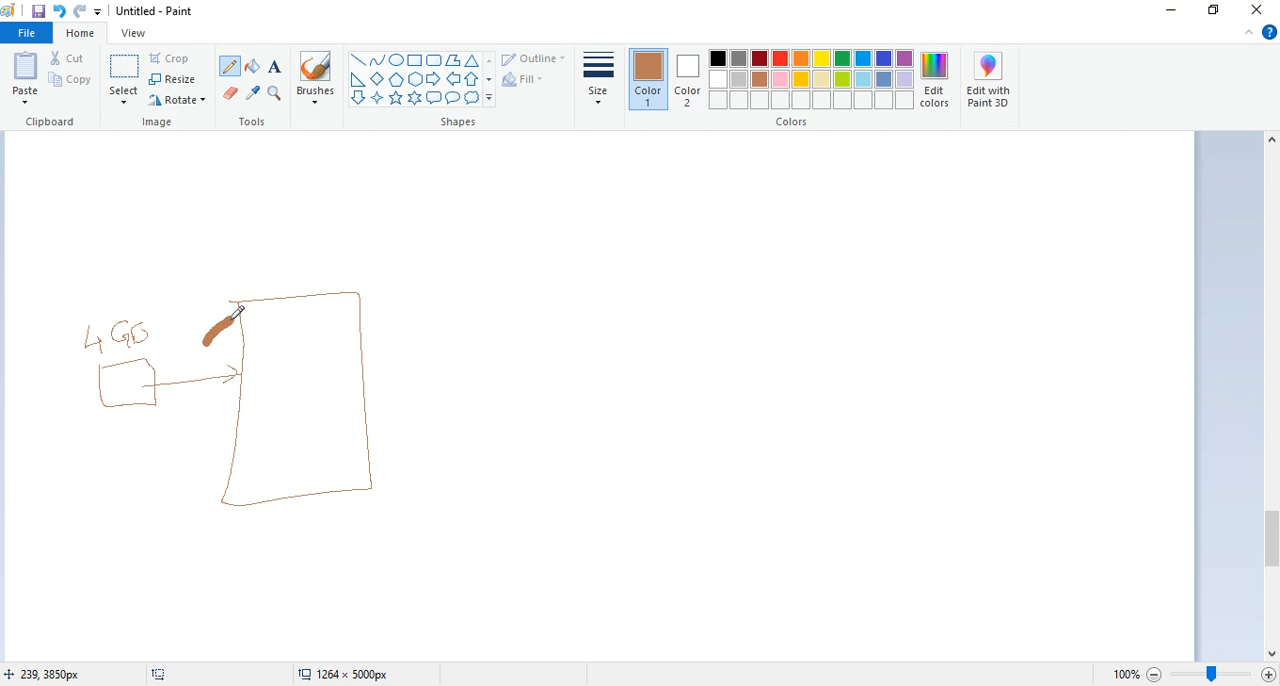 Untitled - Paint
File Home View
Paste
Cut
Copy
Clipboard
Select
Crop
Resize
Rotate
Image
A
Tools
Brushes
Outline
Fill
Shapes
Size
Color 1
Color 2
Edit colors
Colors
Edit with Paint 3D
4 GB
239, 3850px
1264 × 5000px
100%